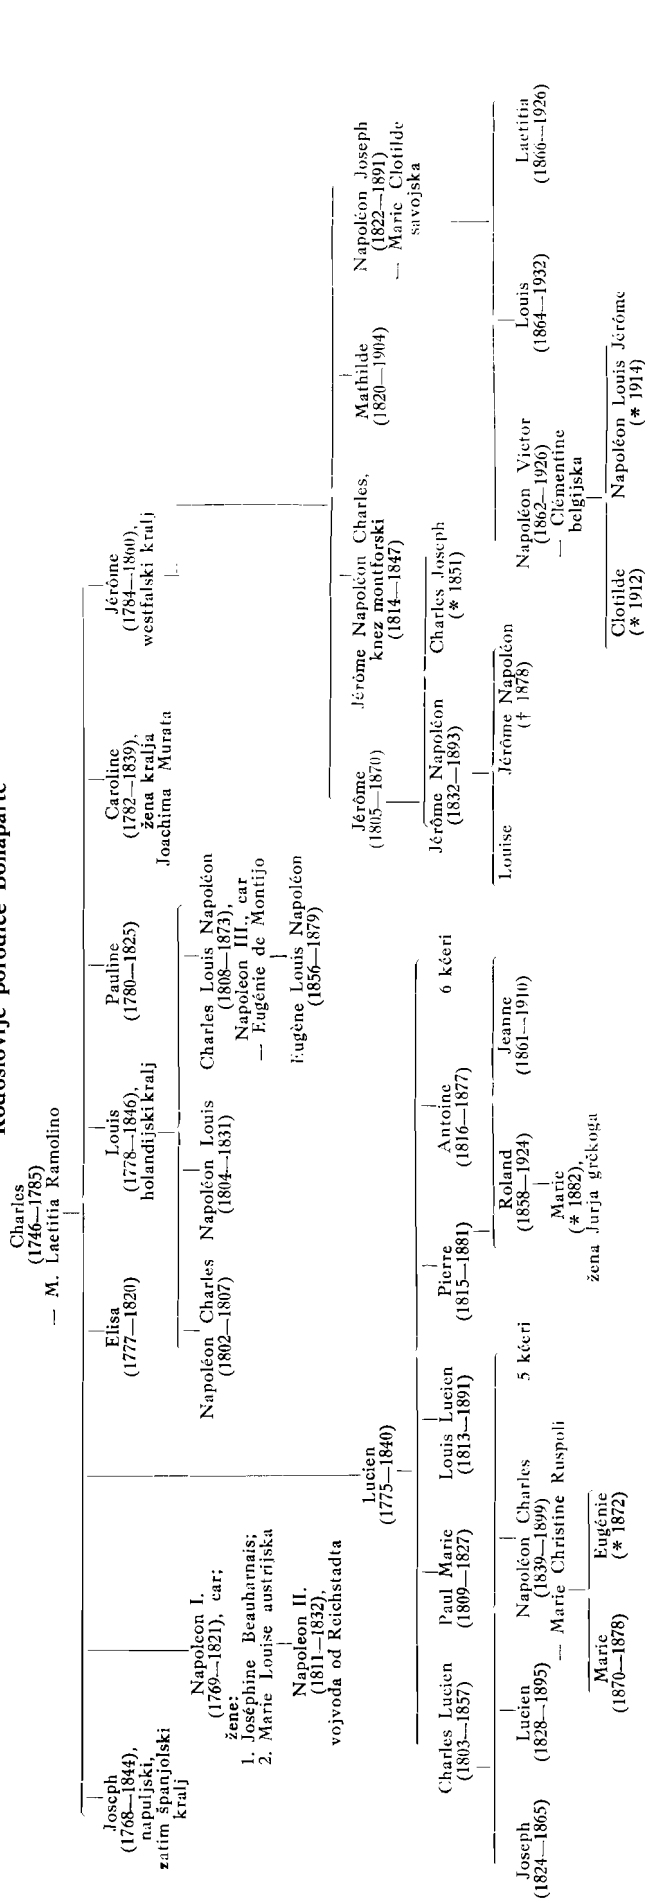 Rodoslovlje porodice Bonaparte
Charles
(1746—1785)
— M. Laetitia Ramolino
Joseph
(1768—1844),
napuljski,
zatim španjolski
kralj
Napoleon I.
(1769—1821), car;
žene:
1. Joséphine Beauharnais;
2. Marie Louise austrijska
Napoleon II.
(1811—1832),
vojvoda od Reichstadta
Lucien
(1775—1840)
Elisa
(1777—1820)
Louis
(1778—1846),
holandijski kralj
Pauline
(1780—1825)
Caroline
(1782—1839),
žena kralja
Joachima Murata
Jérôme
(1784—1860),
westfalski kralj
Napoléon Charles
(1802—1807)
Napoléon Louis
(1804—1831)
Charles Louis Napoléon
(1808—1873),
Napoleon III., car
— Eugénie de Montijo
Eugène Louis Napoléon
(1856—1879)
Jérôme
(1805—1870)
Jérôme Napoléon Charles,
knez montforski
(1814—1847)
Mathilde
(1820—1904)
Napoléon Joseph
(1822—1891)
— Marie Clotilde
savojska
Charles Lucien
(1803—1857)
Paul Marie
(1809—1827)
Louis Lucien
(1813—1891)
Pierre
(1815—1881)
Antoine
(1816—1877)
6 kćeri
Jérôme Napoléon
(1832—1893)
Charles Joseph
(* 1851)
Joseph
(1824—1865)
Lucien
(1828—1895)
Napoléon Charles
(1839—1899)
— Marie Christine Ruspoli
5 kćeri
Roland
(1858—1924)
Jeanne
(1861—1910)
Louise
Jérôme Napoléon
(† 1878)
Napoléon Victor
(1862—1926)
— Clémentine
belgijska
Louis
(1864—1932)
Laetitia
(1866—1926)
Marie
(1870—1878)
Eugénie
(* 1872)
Marie
(* 1882),
žena Jurja grčkoga
Clotilde
(* 1912)
Napoléon Louis Jérôme
(* 1914)